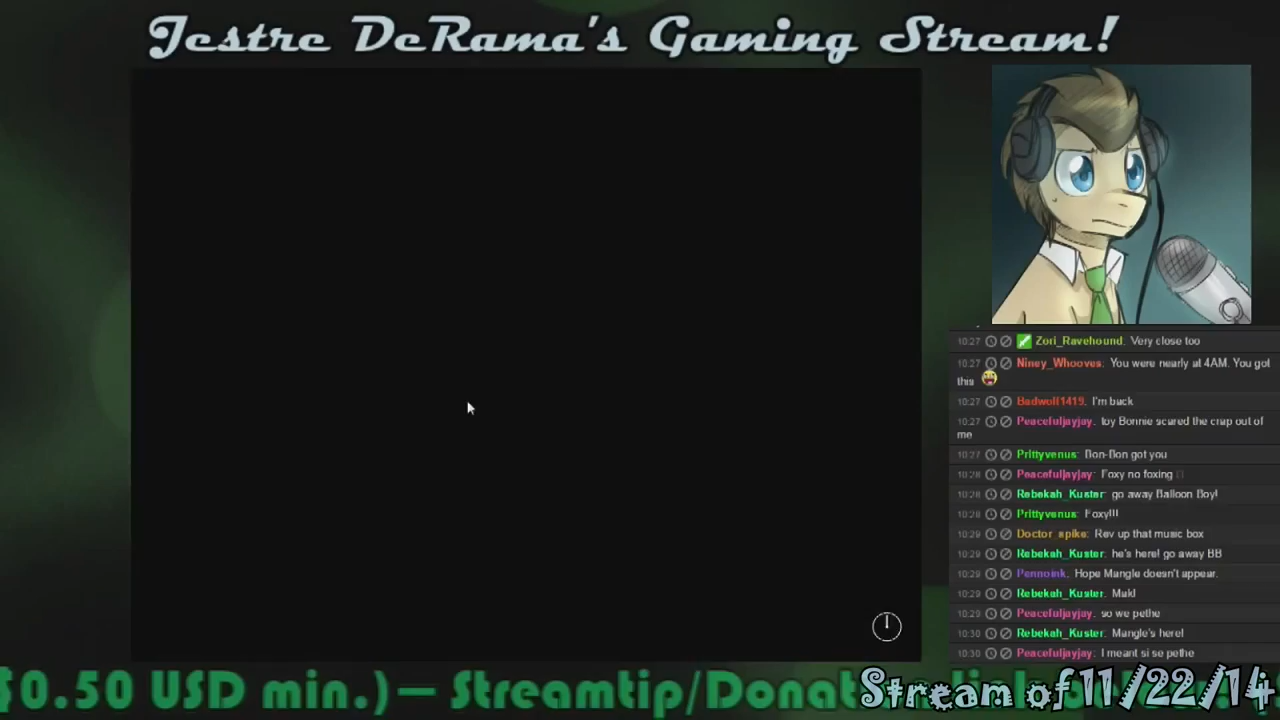 Jestre DeRama's Gaming Stream!
10:27 Zori_Ravehound: Very close too
10:27 Niney_Whooves: You were nearly at 4AM. You got
this
10:27 Badwolf1419: I'm back
10:27 Peacefuljayjay: toy Bonnie scared the crap out of
me
10:27 Prittyvenus: Bon-Bon got you
10:28 Peacefuljayjay: Foxy no foxing
10:28 Rebekah_Kuster: go away Balloon Boy!
10:28 Prittyvenus: Foxy!!!
10:29 Doctor_spike: Rev up that music box
10:29 Rebekah_Kuster: he's here! go away BB
10:29 Pennoink: Hope Mangle doesn't appear.
10:29 Rebekah_Kuster: Mak!
10:29 Peacefuljayjay: so we pethe
10:30 Rebekah_Kuster: Mangle's here!
10:30 Peacefuljayjay: I meant si se pethe
$0.50 USD min.) — Streamtip/Donat
Stream of 11/22/14